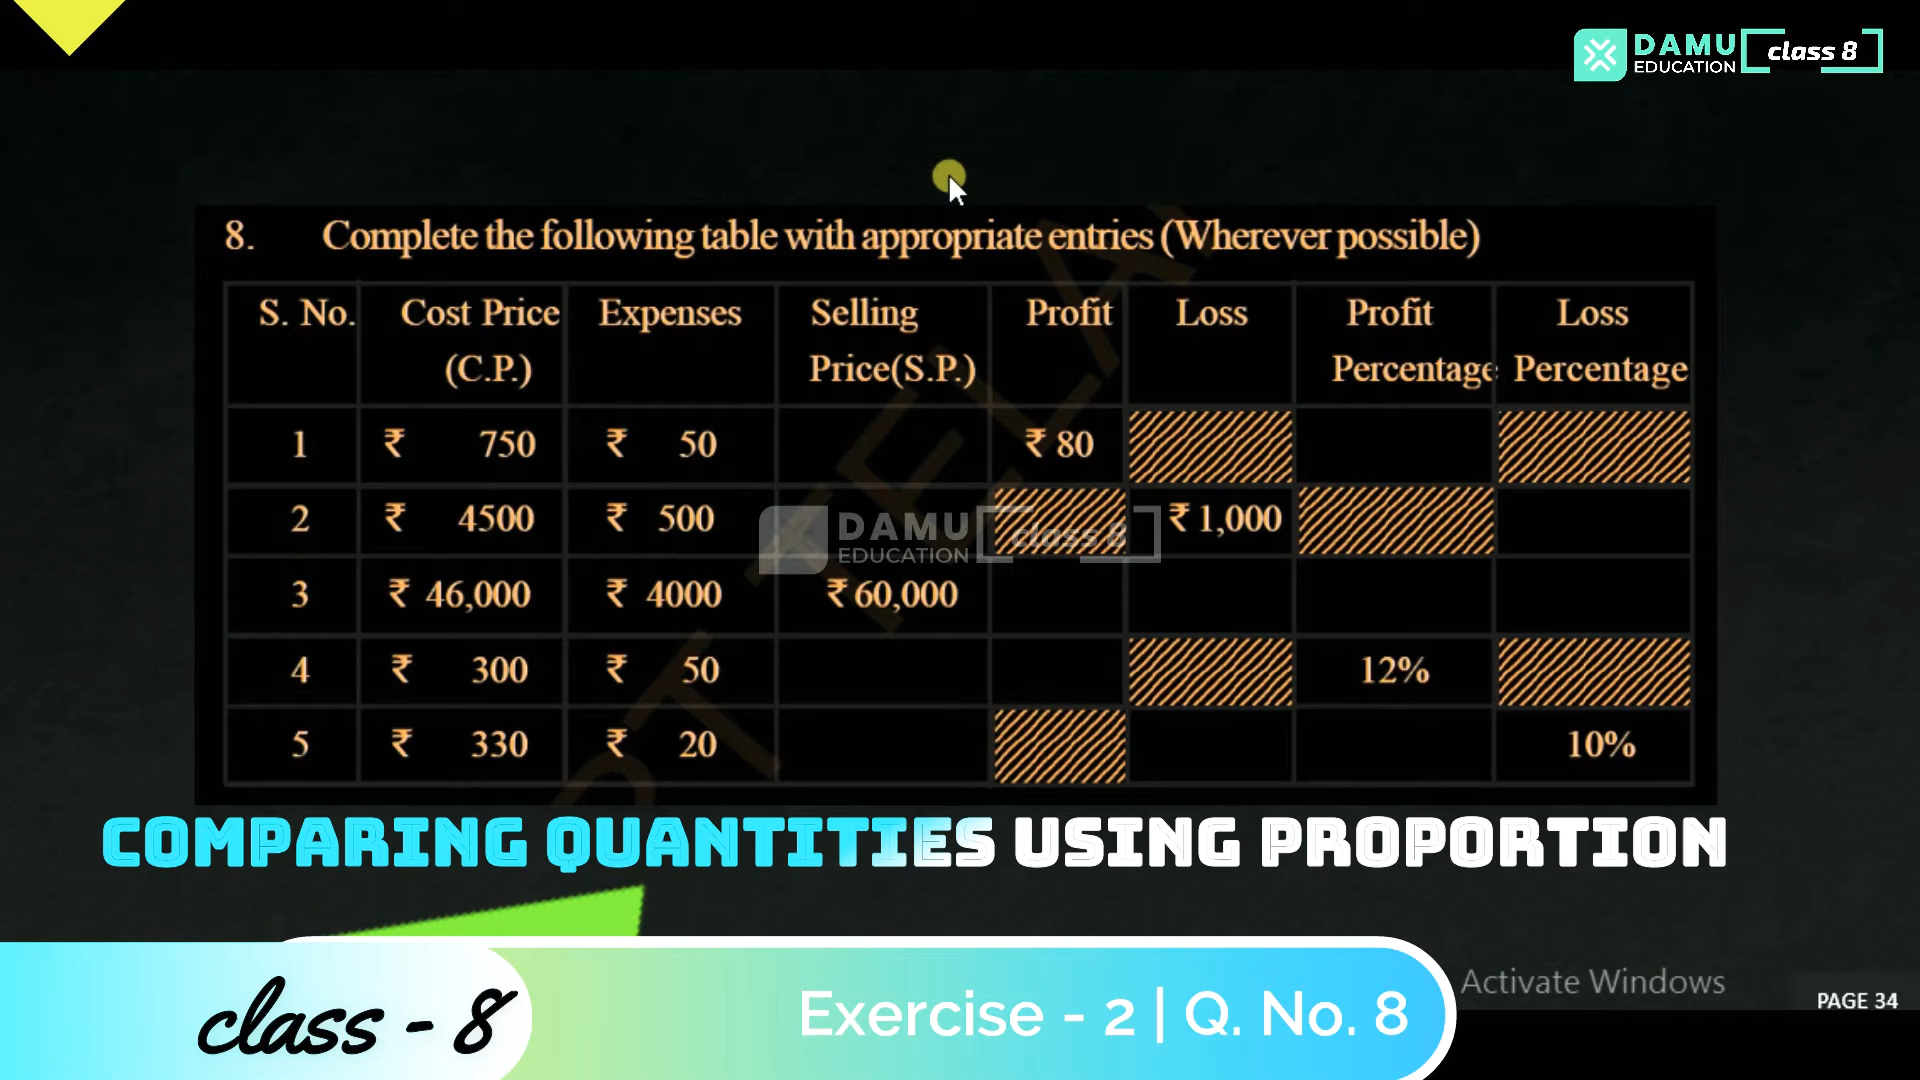 DAMU
EDUCATION
class 8
8. Complete the following table with appropriate entries (Wherever possible)
S. No. Cost Price (C.P.) Expenses Selling Price(S.P.) Profit Loss Profit Percentage Loss Percentage
1 ₹ 750 ₹ 50 ₹ 80
2 ₹ 4500 ₹ 500 ₹ 1,000
3 ₹ 46,000 ₹ 4000 ₹ 60,000
4 ₹ 300 ₹ 50 12%
5 ₹ 330 ₹ 20 10%
DAMU
EDUCATION
class 8
COMPARING QUANTITIES USING PROPORTION
class - 8
Exercise - 2 | Q. No. 8
Activate Windows
PAGE 34